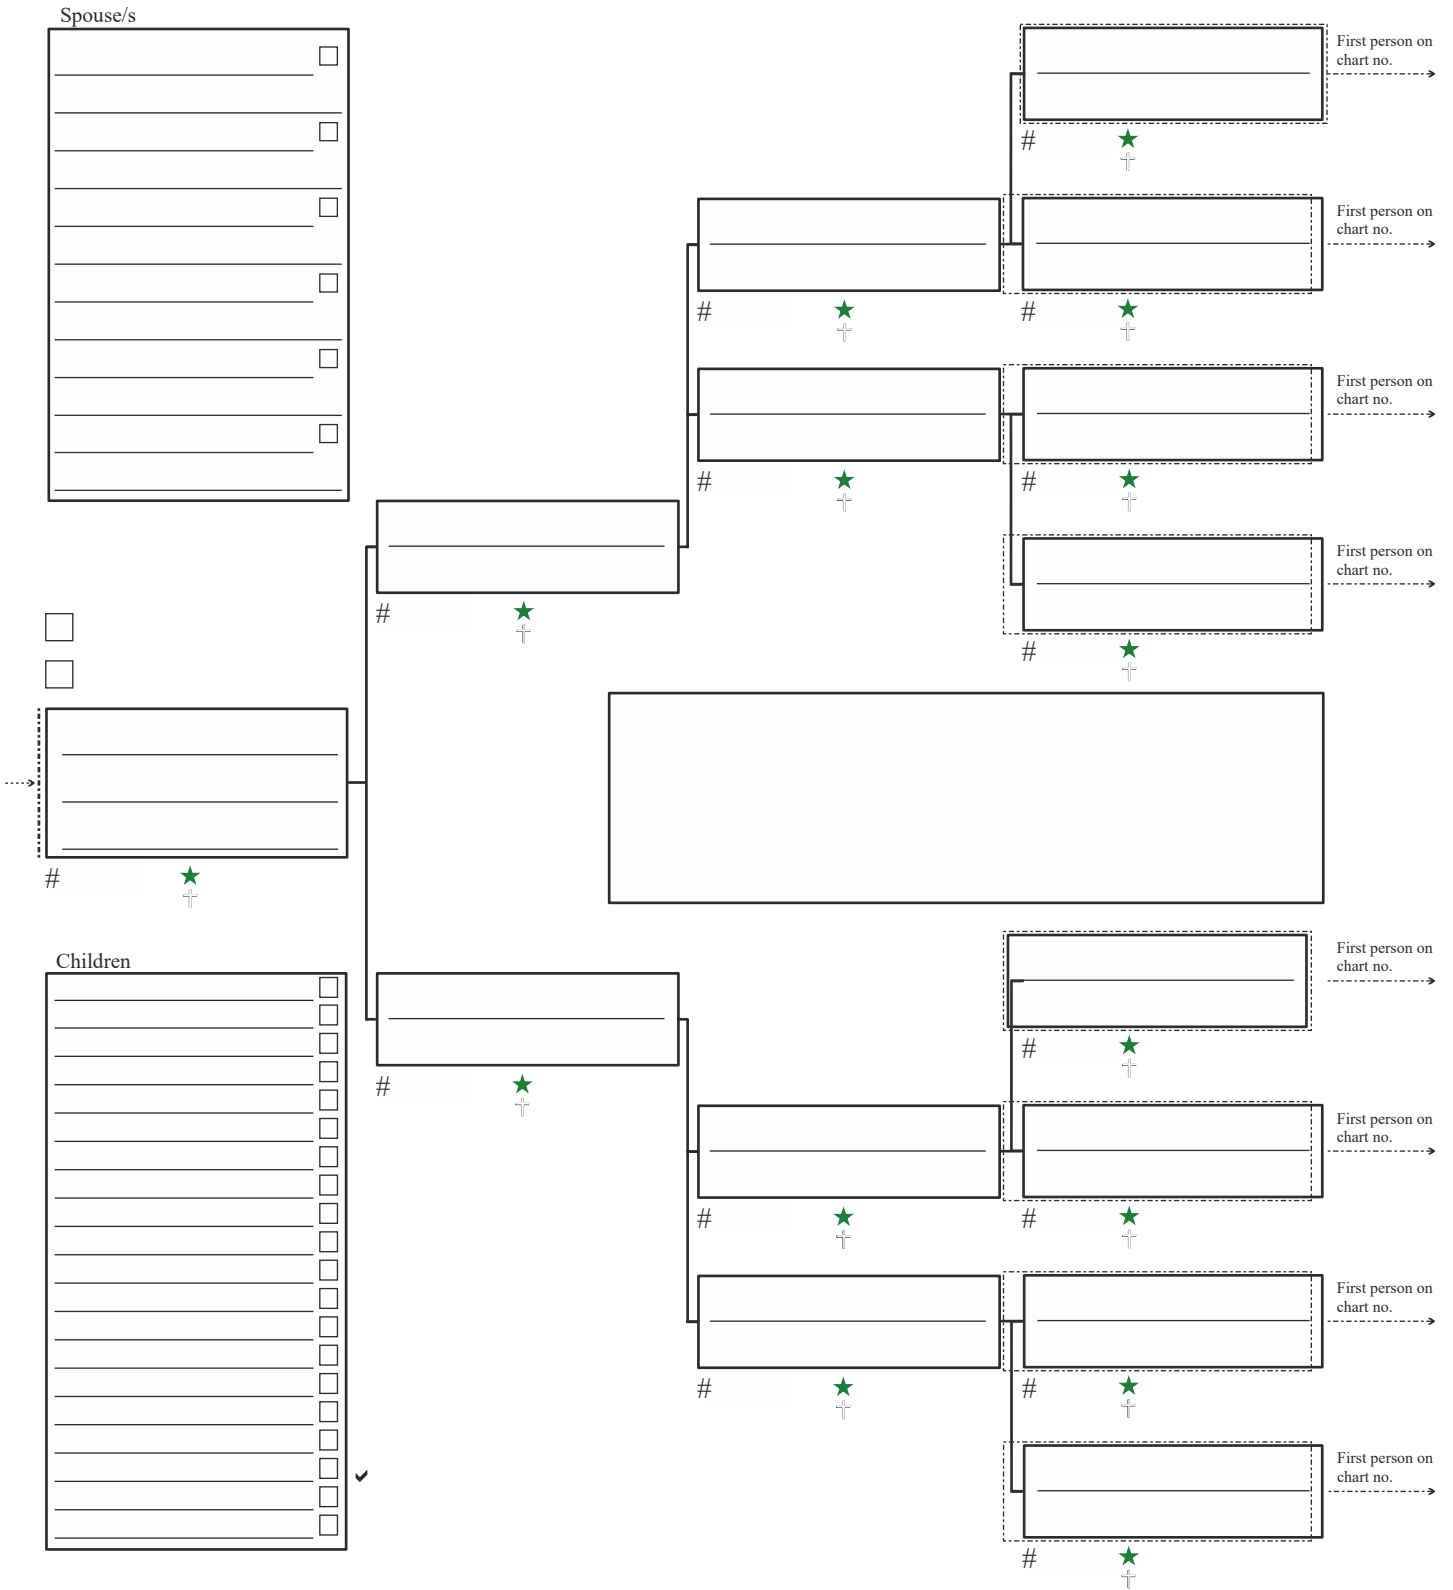 Spouse/s
First person on
chart no.
#
First person on
chart no.
#
#
First person on
chart no.
#
#
First person on
chart no.
#
#
#
Children
First person on
chart no.
#
#
First person on
chart no.
#
#
First person on
chart no.
#
#
First person on
chart no.
#